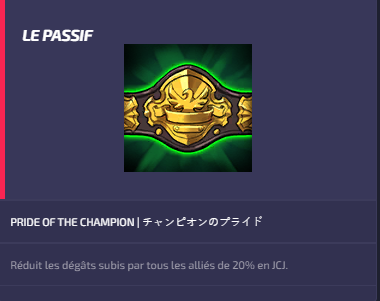 LE PASSIF
PRIDE OF THE CHAMPION | チャンピオンのプライド
Réduit les dégâts subis par tous les alliés de 20% en JCJ.